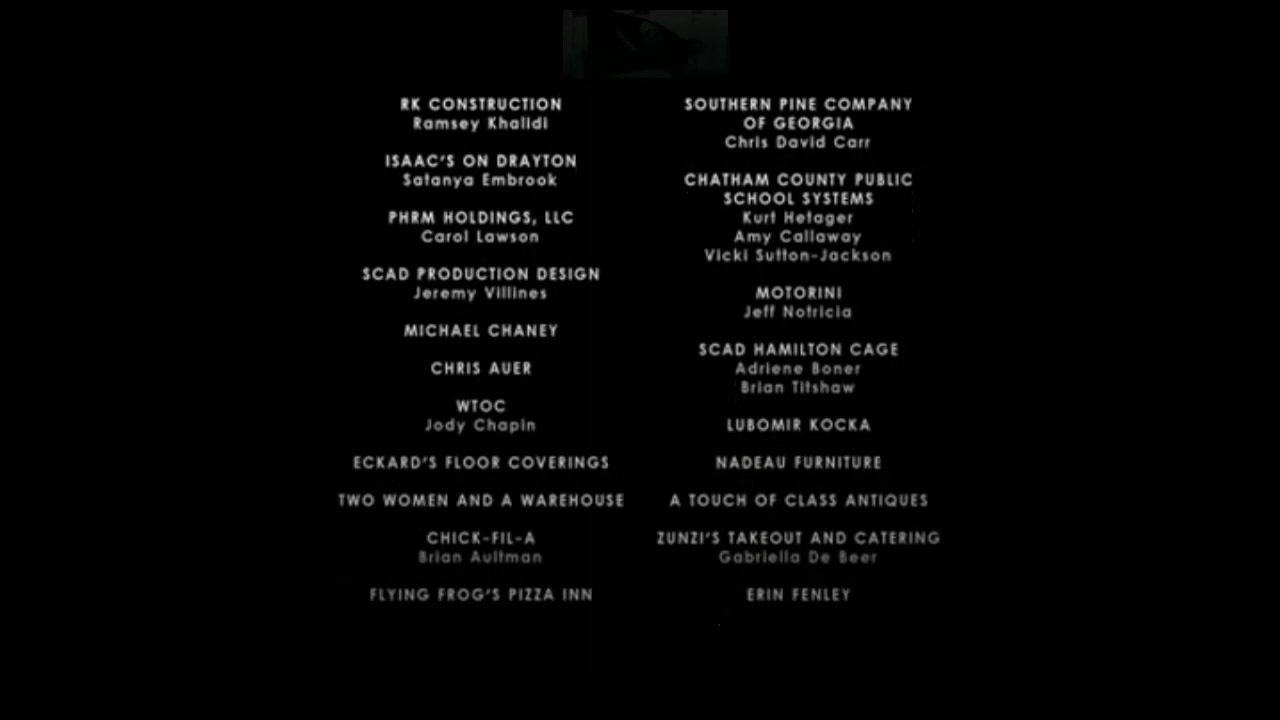 RK CONSTRUCTION
Ramsey Khalidi
ISAAC'S ON DRAYTON
Satanya Embrook
PHRM HOLDINGS, LLC
Carol Lawson
SCAD PRODUCTION DESIGN
Jeremy Villines
MICHAEL CHANEY
CHRIS AUER
WTOC
Jody Chapin
ECKARD'S FLOOR COVERINGS
TWO WOMEN AND A WAREHOUSE
CHICK-FIL-A
Brian Aultman
FLYING FROG'S PIZZA INN
SOUTHERN PINE COMPANY
OF GEORGIA
Chris David Carr
CHATHAM COUNTY PUBLIC
SCHOOL SYSTEMS
Kurt Hetager
Amy Callaway
Vicki Sutton-Jackson
MOTORINI
Jeff Notricia
SCAD HAMILTON CAGE
Adriene Boner
Brian Titshaw
LUBOMIR KOCKA
NADEAU FURNITURE
A TOUCH OF CLASS ANTIQUES
ZUNZI'S TAKEOUT AND CATERING
Gabriella De Beer
ERIN FENLEY